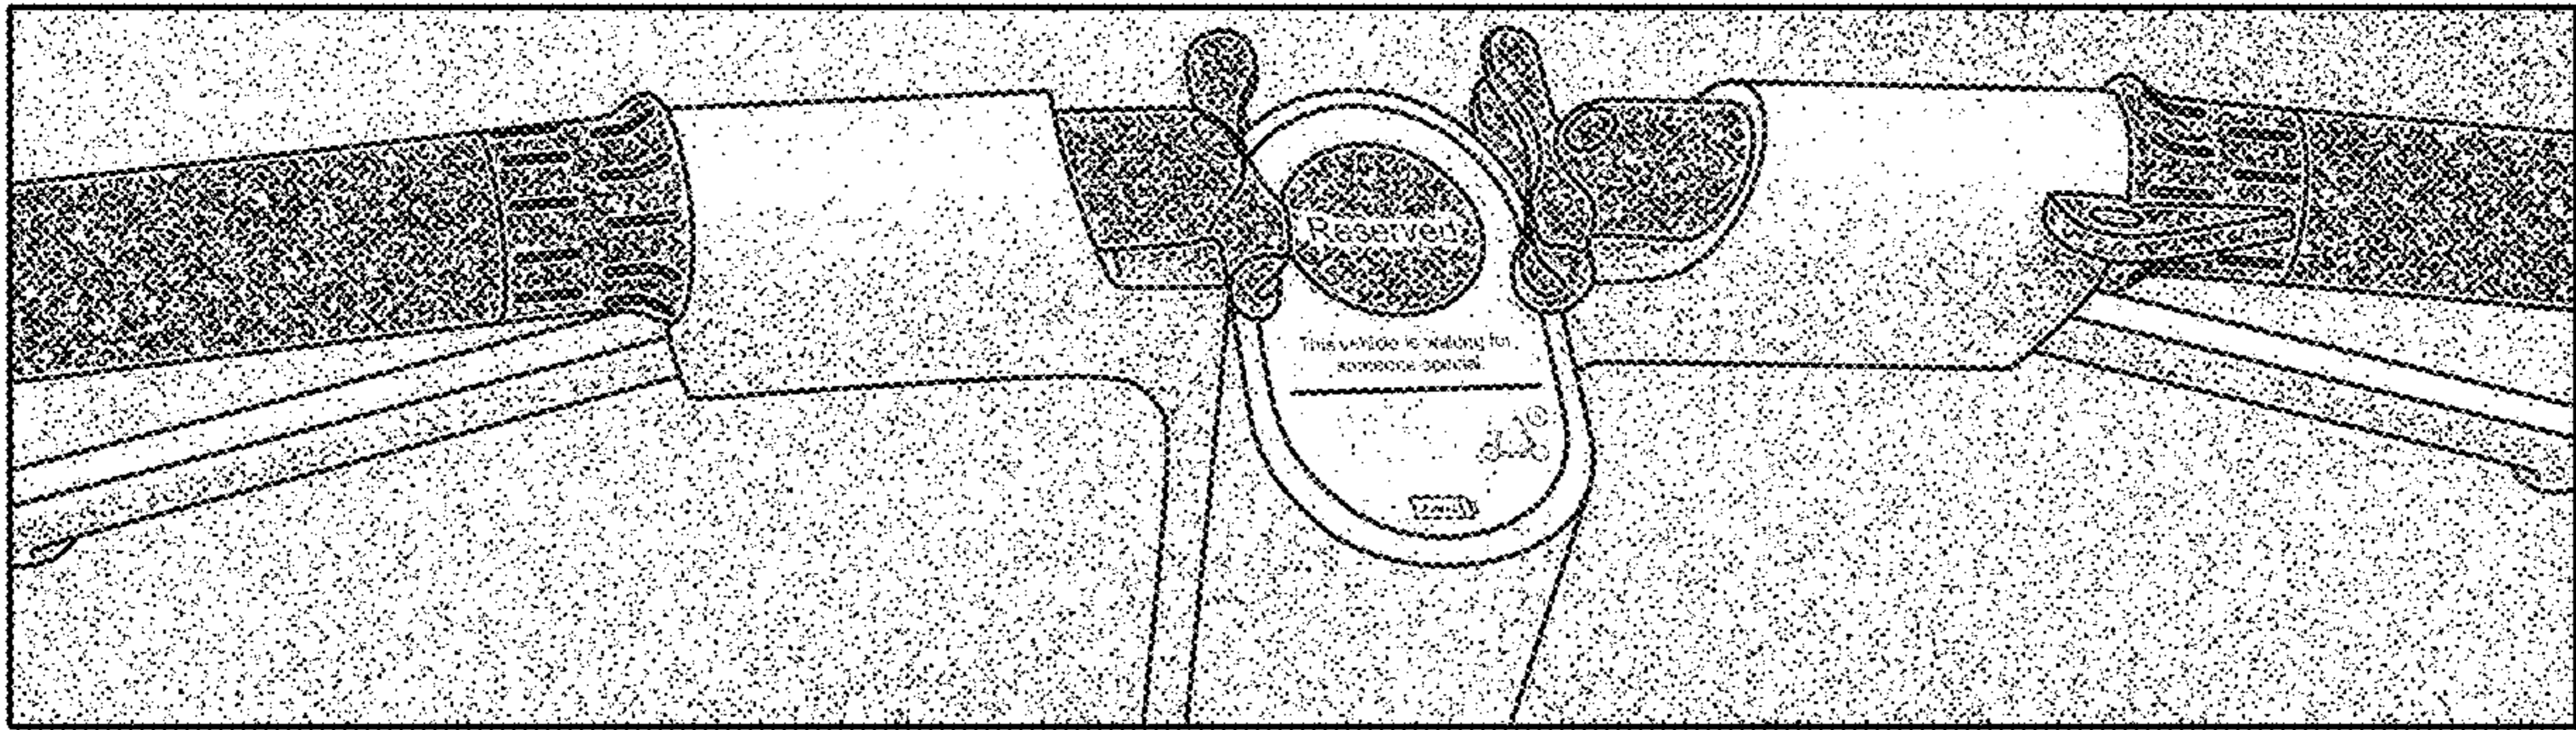 Reserved
This vehicle is waiting for
someone special.